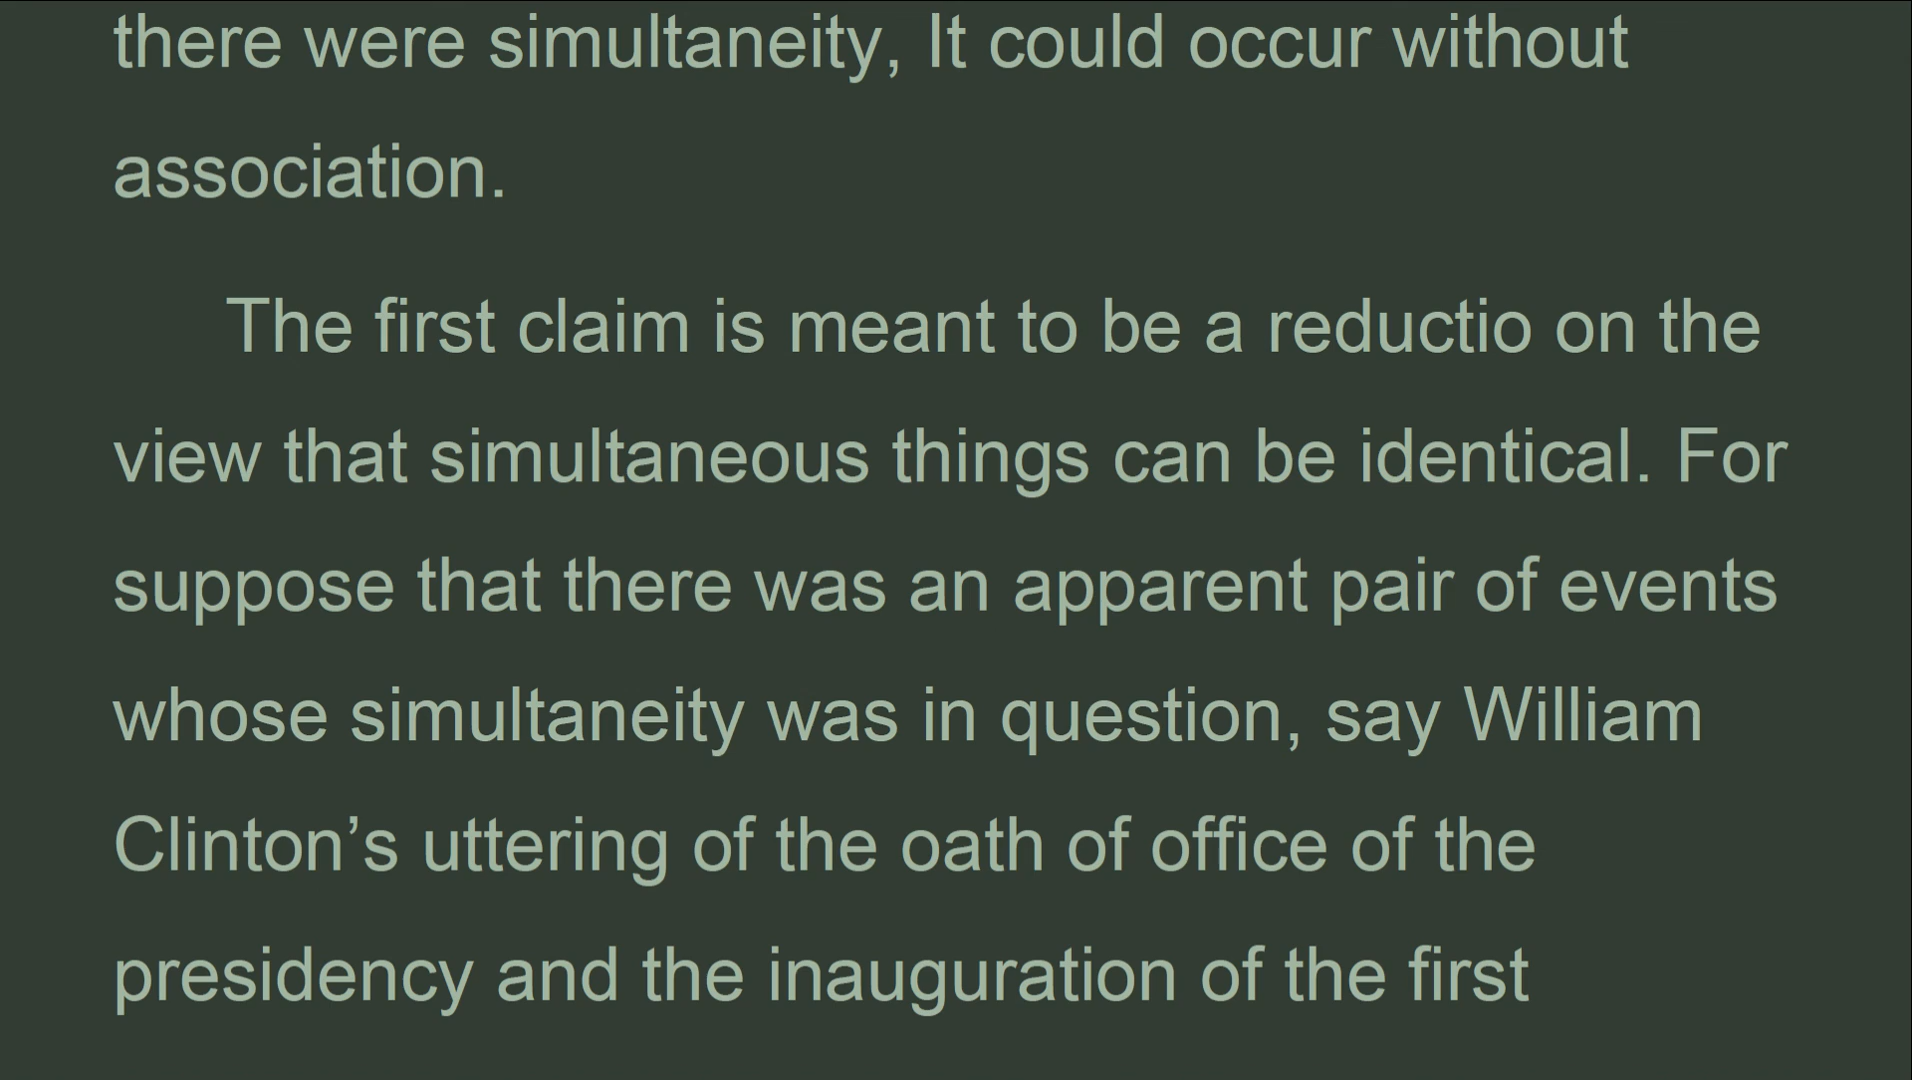 there were simultaneity, It could occur without
association.
The first claim is meant to be a reductio on the
view that simultaneous things can be identical. For
suppose that there was an apparent pair of events
whose simultaneity was in question, say William
Clinton’s uttering of the oath of office of the
presidency and the inauguration of the first